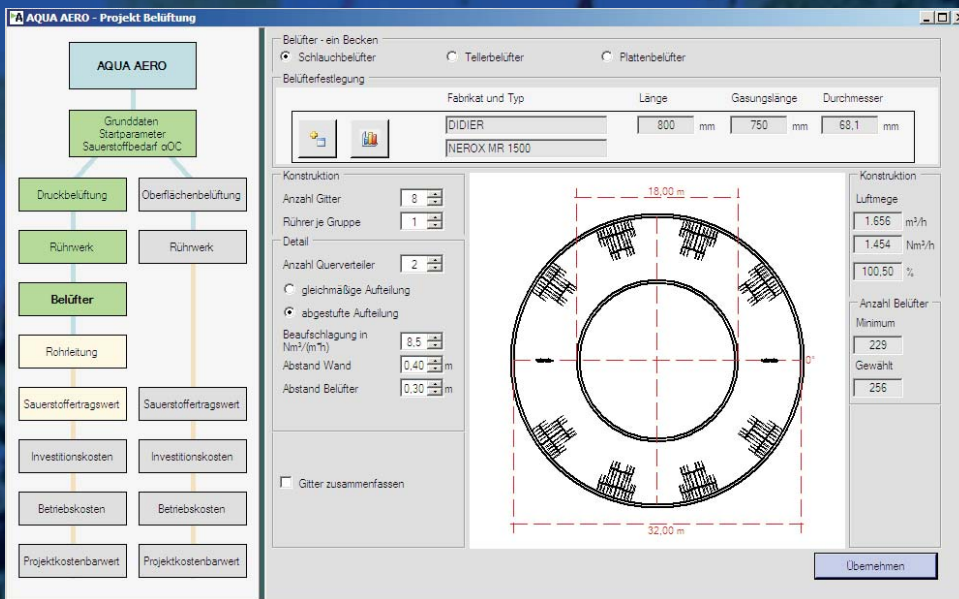 AQUA AERO - Projekt Belüftung
AQUA AERO
Grunddaten
Startparameter
Sauerstoffbedarf αOC
Druckbelüftung
Oberflächenbelüftung
Rührwerk
Rührwerk
Belüfter
Rohrleitung
Sauerstoffertragswert
Sauerstoffertragswert
Investitionskosten
Investitionskosten
Betriebskosten
Betriebskosten
Projektkostenbarwert
Projektkostenbarwert
Belüfter - ein Becken
Schlauchbelüfter
Tellerbelüfter
Plattenbelüfter
Belüfterfestlegung
Fabrikat und Typ
Länge
Gasungslänge
Durchmesser
DIDIER
800 mm
750 mm
68,1 mm
NEROX MR 1500
Konstruktion
Anzahl Gitter 8
Rührer je Gruppe 1
Detail
Anzahl Querverteiler 2
gleichmäßige Aufteilung
abgestufte Aufteilung
Beaufschlagung in
Nm³/(m*h) 8,5
Abstand Wand 0,40 m
Abstand Belüfter 0,30 m
Gitter zusammenfassen
18,00 m
0°
32,00 m
Konstruktion
Luftmege
1.656 m³/h
1.454 Nm³/h
100,50 %
Anzahl Belüfter
Minimum
229
Gewählt
256
Übernehmen